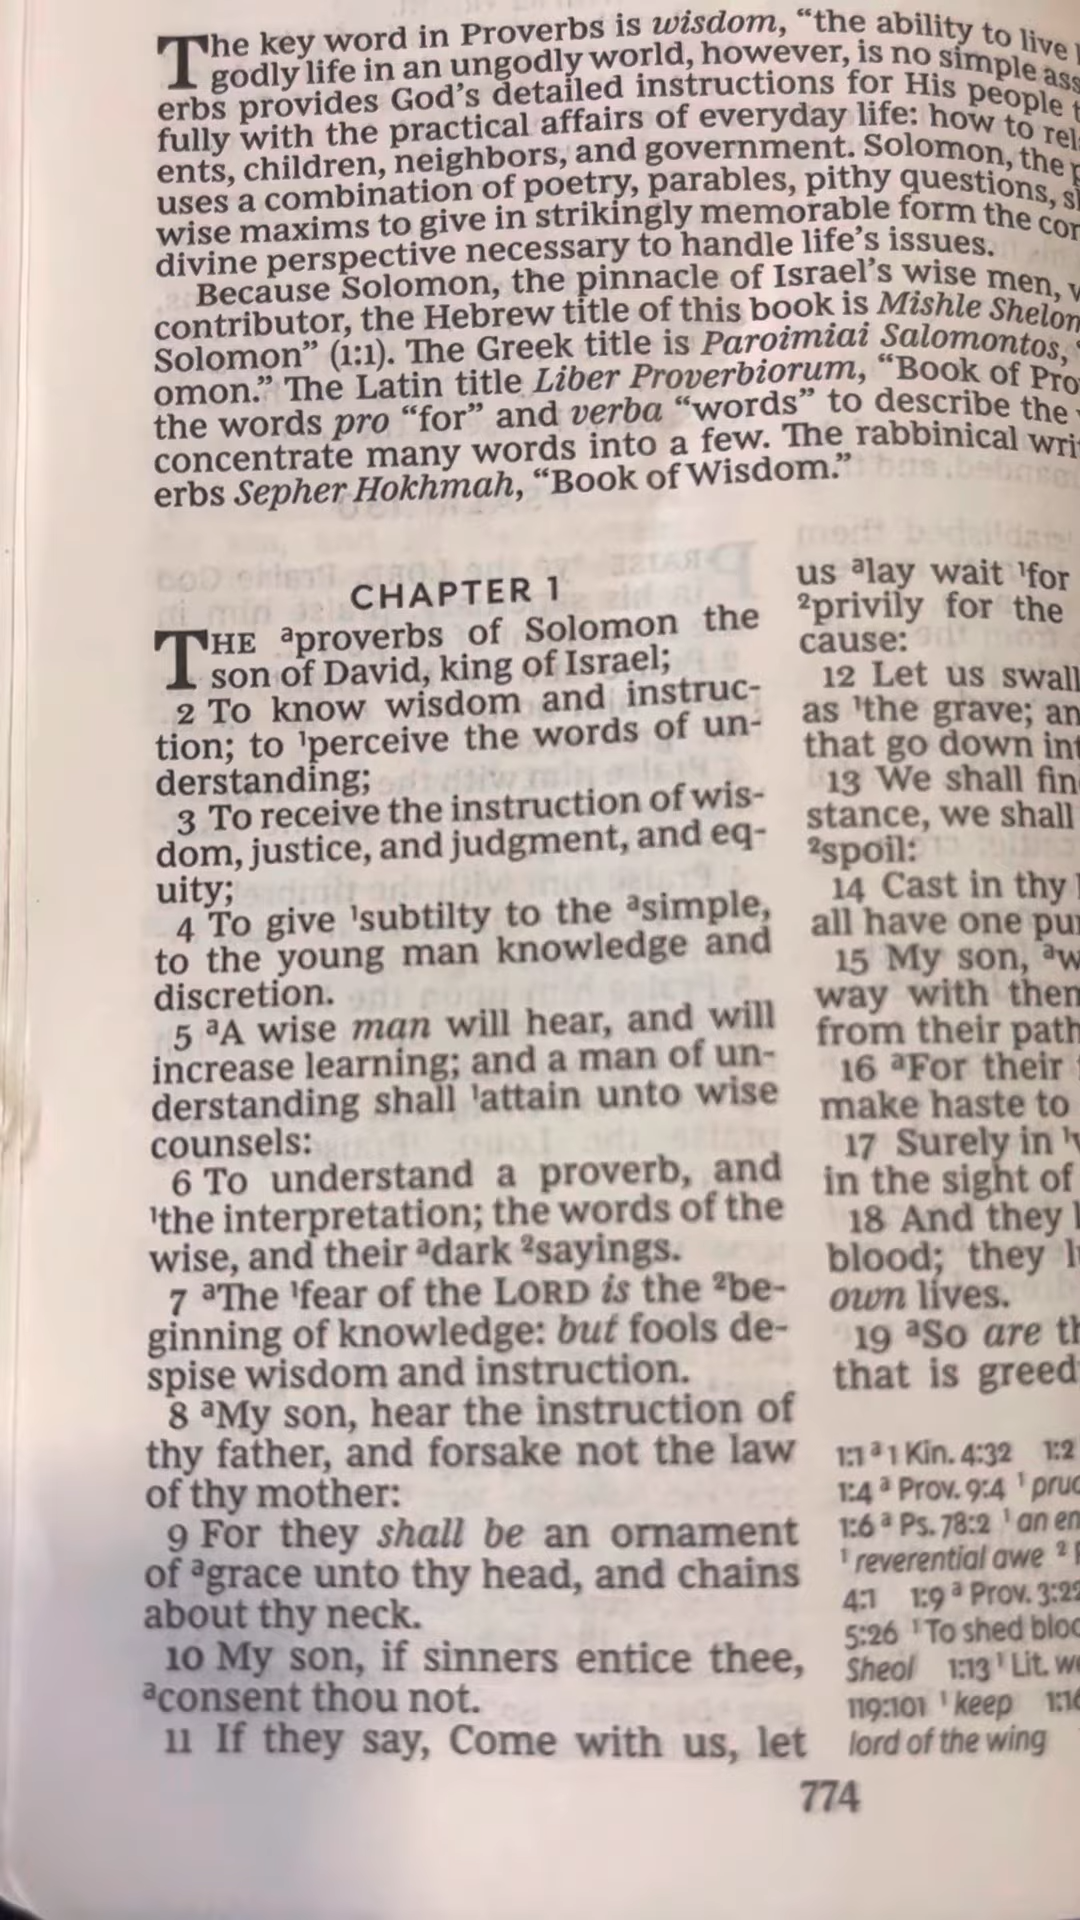 The key word in Proverbs is wisdom, “the ability to live
godly life in an ungodly world, however, is no simple
erbs provides God’s detailed instructions for His people
fully with the practical affairs of everyday life: how to
ents, children, neighbors, and government. Solomon, the
uses a combination of poetry, parables, pithy questions,
wise maxims to give in strikingly memorable form the
divine perspective necessary to handle life’s issues.
Because Solomon, the pinnacle of Israel’s wise men,
contributor, the Hebrew title of this book is Mishle
Solomon” (1:1). The Greek title is Paroimiai Salomontos,
omon.” The Latin title Liber Proverbiorum, “Book of
the words pro “for” and verba “words” to describe the
concentrate many words into a few. The rabbinical
erbs Sepher Hokhmah, “Book of Wisdom.”
CHAPTER 1
THE ᵃproverbs of Solomon the
son of David, king of Israel;
2 To know wisdom and instruc-
tion; to ¹perceive the words of un-
derstanding;
3 To receive the instruction of wis-
dom, justice, and judgment, and eq-
uity;
4 To give ¹subtilty to the ᵃsimple,
to the young man knowledge and
discretion.
5 ᵃA wise man will hear, and will
increase learning; and a man of un-
derstanding shall ¹attain unto wise
counsels:
6 To understand a proverb, and
¹the interpretation; the words of the
wise, and their ᵃdark ²sayings.
7 ᵃThe ¹fear of the LORD is the ²be-
ginning of knowledge: but fools de-
spise wisdom and instruction.
8 ᵃMy son, hear the instruction of
thy father, and forsake not the law
of thy mother:
9 For they shall be an ornament
of ᵃgrace unto thy head, and chains
about thy neck.
10 My son, if sinners entice thee,
ᵃconsent thou not.
11 If they say, Come with us, let
us ᵃlay wait ¹for
²privily for the
cause:
12 Let us
as ¹the grave;
that go down
13 We shall
stance, we shall
²spoil:
14 Cast in thy
all have one
15 My son,
way with
from their
16 ᵃFor their
make haste to
17 Surely in
in the sight of
18 And they
blood; they
own lives.
19 ᵃSo are
that is
1:1 ᵃ 1 Kin. 4:32 1:2
1:4 ᵃ Prov. 9:4 ¹
1:6 ᵃ Ps. 78:2 ¹ an
¹ reverential awe ²
4:1 1:9 ᵃ Prov.
5:26 ¹ To shed
Sheol 1:13 ¹ Lit.
119:101 ¹ keep
lord of the wing
774